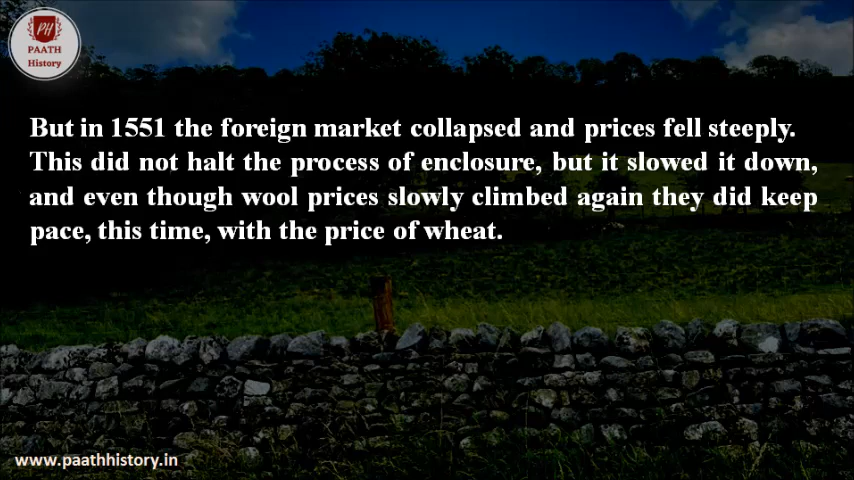 PH
PAATH
History
But in 1551 the foreign market collapsed and prices fell steeply.
This did not halt the process of enclosure, but it slowed it down,
and even though wool prices slowly climbed again they did keep
pace, this time, with the price of wheat.
www.paathhistory.in